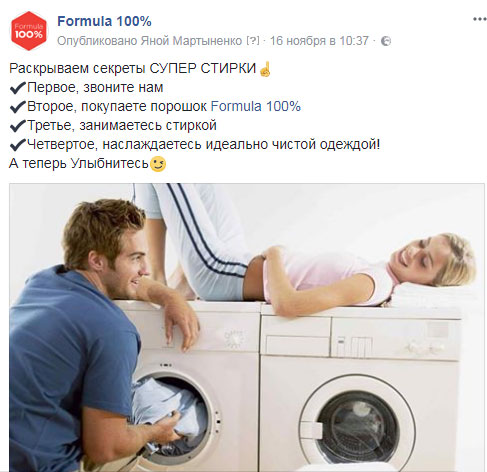 Formula 100%
Formula
100%
Опубликовано Яной Мартыненко [?] · 16 ноября в 10:37 ·
Раскрываем секреты СУПЕР СТИРКИ☝
✔Первое, звоните нам
✔Второе, покупаете порошок Formula 100%
✔Третье, занимаетесь стиркой
✔Четвертое, наслаждаетесь идеально чистой одеждой!
А теперь Улыбнитесь😉